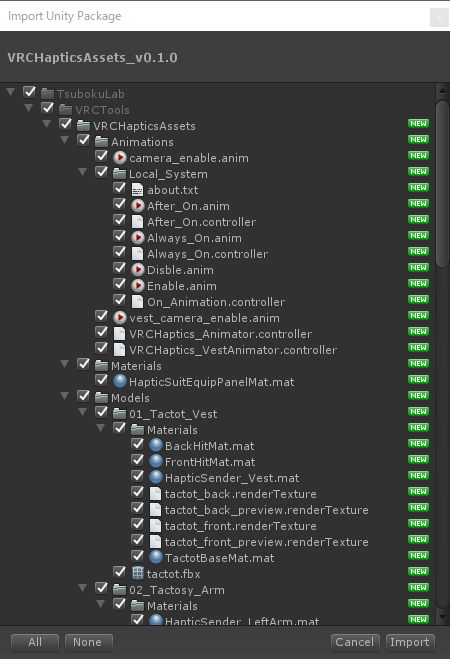 Import Unity Package
VRCHapticsAssets_v0.1.0
TsubokuLab
VRCTools
VRCHapticsAssets NEW
Animations NEW
camera_enable.anim NEW
Local_System NEW
about.txt NEW
After_On.anim NEW
After_On.controller NEW
Always_On.anim NEW
Always_On.controller NEW
Disble.anim NEW
Enable.anim NEW
On_Animation.controller NEW
vest_camera_enable.anim NEW
VRCHaptics_Animator.controller NEW
VRCHaptics_VestAnimator.controller NEW
Materials NEW
HapticSuitEquipPanelMat.mat NEW
Models NEW
01_Tactot_Vest NEW
Materials NEW
BackHitMat.mat NEW
FrontHitMat.mat NEW
HapticSender_Vest.mat NEW
tactot_back.renderTexture NEW
tactot_back_preview.renderTexture NEW
tactot_front.renderTexture NEW
tactot_front_preview.renderTexture NEW
TactotBaseMat.mat NEW
tactot.fbx NEW
02_Tactosy_Arm NEW
Materials NEW
HapticSender_LeftArm.mat NEW
All None Cancel Import